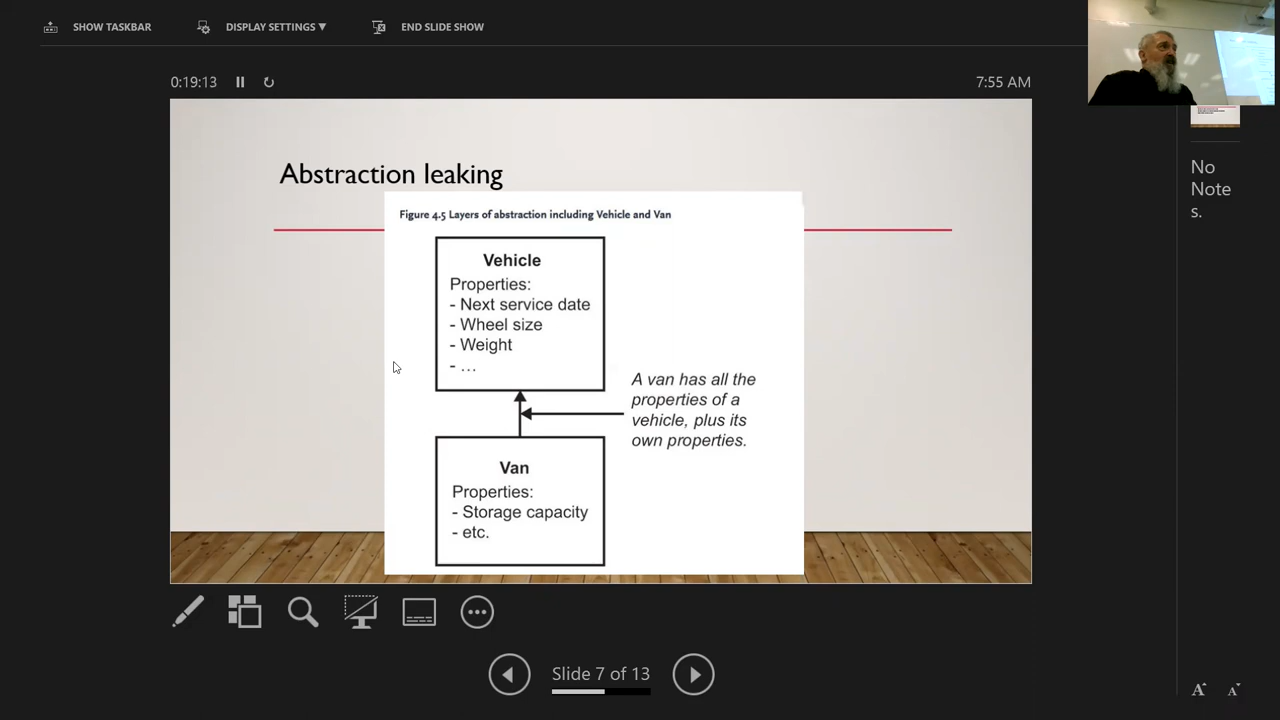 SHOW TASKBAR
DISPLAY SETTINGS ▼
END SLIDE SHOW
0:19:13
7:55 AM
Abstraction leaking
Figure 4.5 Layers of abstraction including Vehicle and Van
Vehicle
Properties:
- Next service date
- Wheel size
- Weight
- ...
A van has all the
properties of a
vehicle, plus its
own properties.
Van
Properties:
- Storage capacity
- etc.
No
Note
s.
Slide 7 of 13
A
A